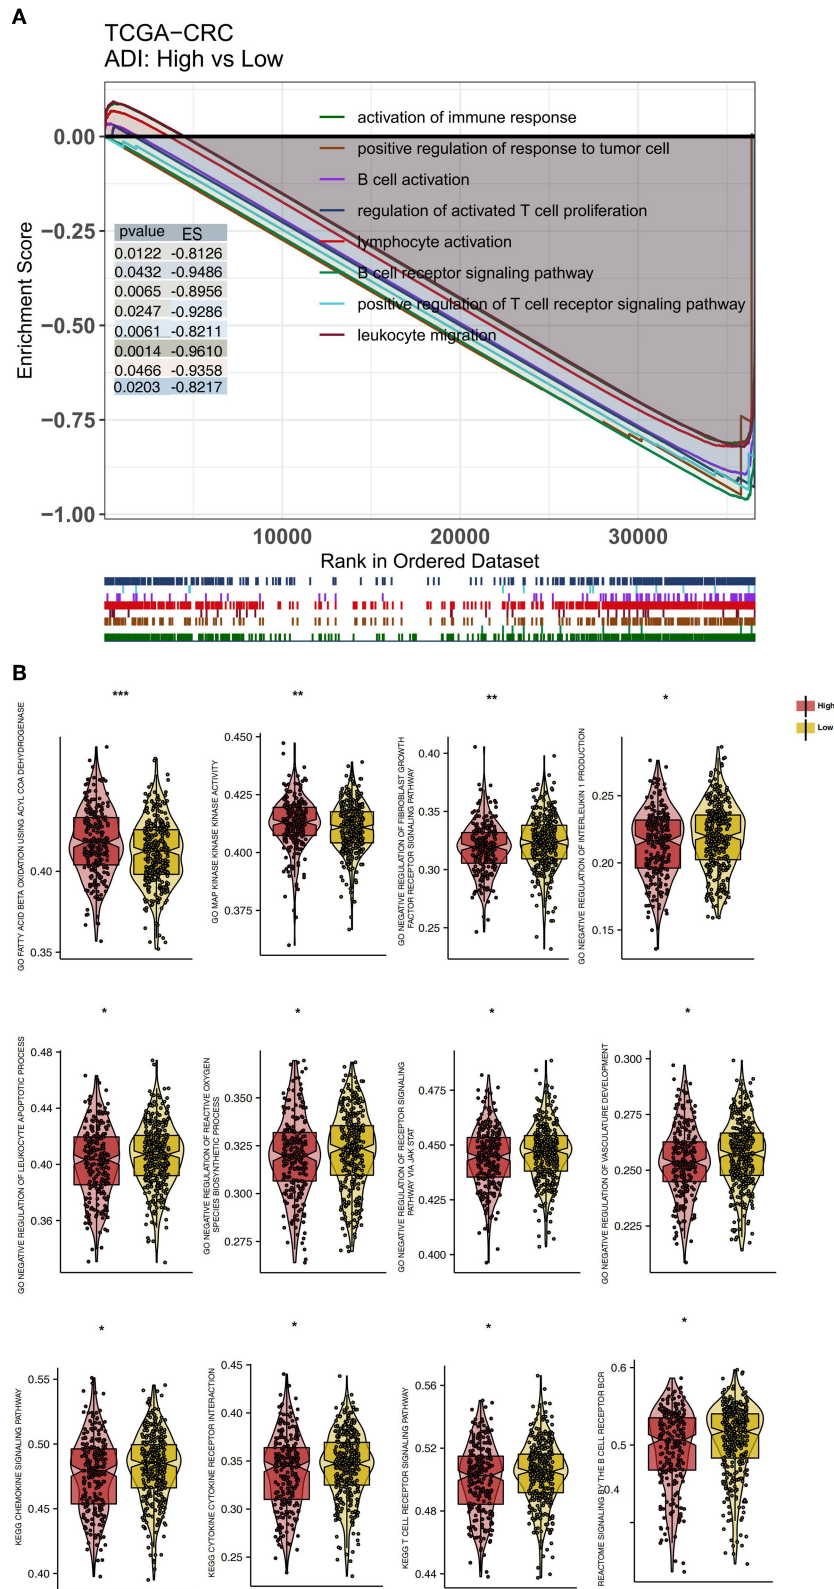 A
TCGA−CRC
ADI: High vs Low
Enrichment Score
0.00
−0.25
−0.50
−0.75
−1.00
activation of immune response
positive regulation of response to tumor cell
B cell activation
regulation of activated T cell proliferation
lymphocyte activation
B cell receptor signaling pathway
positive regulation of T cell receptor signaling pathway
leukocyte migration
pvalue ES
0.0122 -0.8126
0.0432 -0.9486
0.0065 -0.8956
0.0247 -0.9286
0.0061 -0.8211
0.0014 -0.9610
0.0466 -0.9358
0.0203 -0.8217
10000 20000 30000
Rank in Ordered Dataset
B
High
Low
***
GO FATTY ACID BETA OXIDATION USING ACYL COA DEHYDROGENASE
0.40
0.35
**
GO MAP KINASE KINASE KINASE ACTIVITY
0.450
0.425
0.400
0.375
**
GO NEGATIVE REGULATION OF FIBROBLAST GROWTH
FACTOR RECEPTOR SIGNALING PATHWAY
0.40
0.35
0.30
0.25
*
GO NEGATIVE REGULATION OF INTERLEUKIN 1 PRODUCTION
0.25
0.20
0.15
*
GO NEGATIVE REGULATION OF LEUKOCYTE APOPTOTIC PROCESS
0.48
0.44
0.40
0.36
*
GO NEGATIVE REGULATION OF REACTIVE OXYGEN
SPECIES BIOSYNTHETIC PROCESS
0.350
0.325
0.300
0.275
*
GO NEGATIVE REGULATION OF RECEPTOR SIGNALING
PATHWAY VIA JAK STAT
0.475
0.450
0.425
0.400
*
GO NEGATIVE REGULATION OF VASCULATURE DEVELOPMENT
0.300
0.275
0.250
0.225
*
KEGG CHEMOKINE SIGNALING PATHWAY
0.55
0.50
0.45
0.40
*
KEGG CYTOKINE CYTOKINE RECEPTOR INTERACTION
0.45
0.40
0.35
0.30
0.25
*
KEGG T CELL RECEPTOR SIGNALING PATHWAY
0.56
0.52
0.48
0.44
*
REACTOME SIGNALING BY THE B CELL RECEPTOR BCR
0.6
0.5
0.4